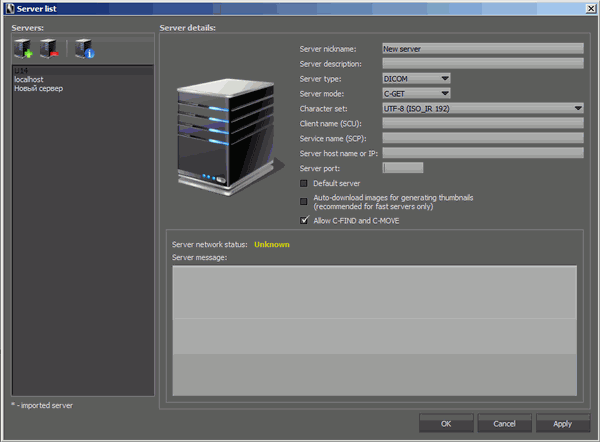 Server list
Servers:
U14
localhost
Новый сервер
* - imported server
Server details:
Server nickname: New server
Server description:
Server type: DICOM
Server mode: C-GET
Character set: UTF-8 (ISO_IR 192)
Client name (SCU):
Service name (SCP):
Server host name or IP:
Server port:
Default server
Auto-download images for generating thumbnails
(recommended for fast servers only)
Allow C-FIND and C-MOVE
Server network status: Unknown
Server message:
OK Cancel Apply